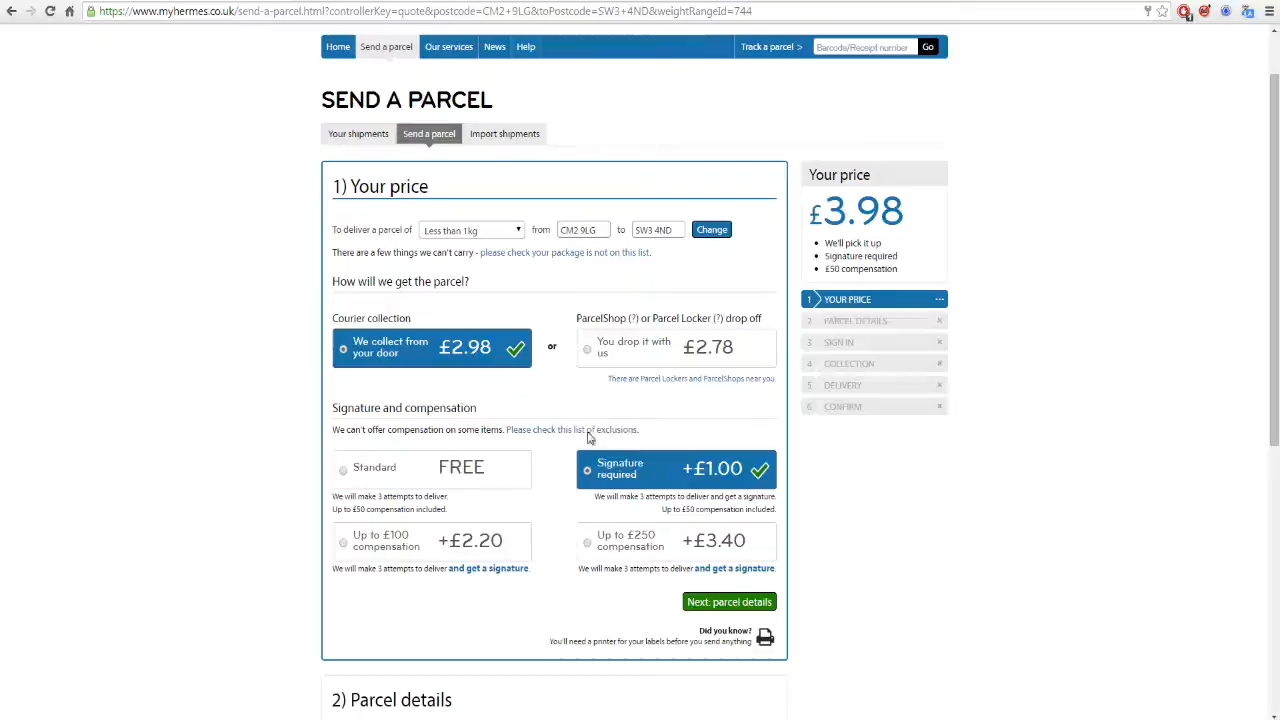 https://www.myhermes.co.uk/send-a-parcel.html?controllerKey=quote&postcode=CM2+9LG&toPostcode=SW3+4ND&weightRangeId=744
Home Send a parcel Our services News Help Track a parcel > Barcode/Receipt number Go
SEND A PARCEL
Your shipments Send a parcel Import shipments
1) Your price
To deliver a parcel of Less than 1kg from CM2 9LG to SW3 4ND Change
There are a few things we can't carry - please check your package is not on this list.
How will we get the parcel?
Courier collection
We collect from
your door £2.98
or
ParcelShop (?) or Parcel Locker (?) drop off
You drop it with
us £2.78
There are Parcel Lockers and ParcelShops near you.
Signature and compensation
We can't offer compensation on some items. Please check this list of exclusions.
Standard FREE
We will make 3 attempts to deliver.
Up to £50 compensation included.
Signature
required +£1.00
We will make 3 attempts to deliver and get a signature.
Up to £50 compensation included.
Up to £100
compensation +£2.20
We will make 3 attempts to deliver and get a signature.
Up to £250
compensation +£3.40
We will make 3 attempts to deliver and get a signature.
Next: parcel details
Did you know?
You'll need a printer for your labels before you send anything
2) Parcel details
Your price
£3.98
• We'll pick it up
• Signature required
• £50 compensation
1 YOUR PRICE
2 PARCEL DETAILS
3 SIGN IN
4 COLLECTION
5 DELIVERY
6 CONFIRM